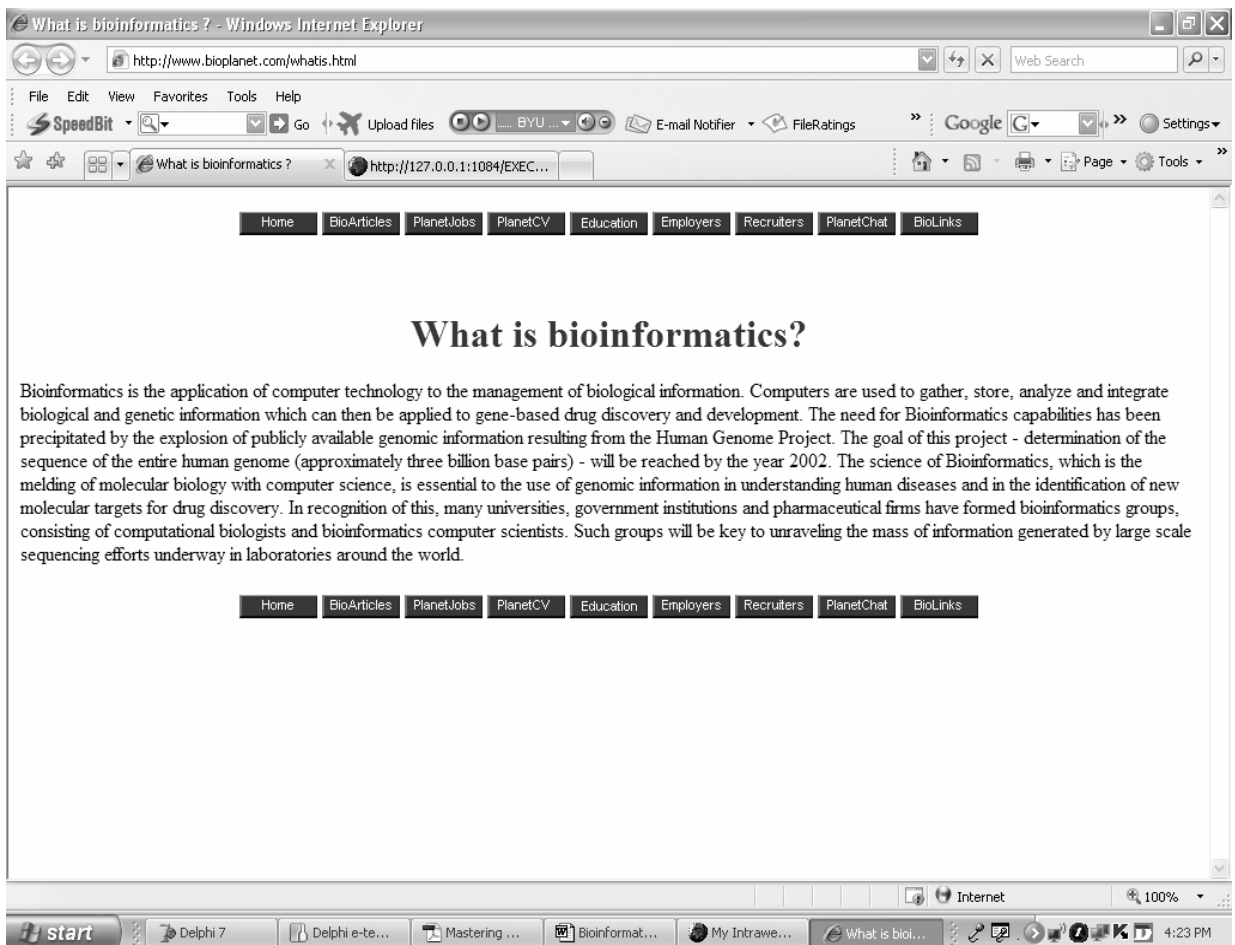 What is bioinformatics ? - Windows Internet Explorer
http://www.bioplanet.com/whatis.html
Web Search
File Edit View Favorites Tools Help
SpeedBit Go Upload files ..... BYU ... E-mail Notifier FileRatings » Google G » Settings
What is bioinformatics ? http://127.0.0.1:1084/EXEC... Page Tools »
Home BioArticles PlanetJobs PlanetCV Education Employers Recruiters PlanetChat BioLinks
What is bioinformatics?
Bioinformatics is the application of computer technology to the management of biological information. Computers are used to gather, store, analyze and integrate
biological and genetic information which can then be applied to gene-based drug discovery and development. The need for Bioinformatics capabilities has been
precipitated by the explosion of publicly available genomic information resulting from the Human Genome Project. The goal of this project - determination of the
sequence of the entire human genome (approximately three billion base pairs) - will be reached by the year 2002. The science of Bioinformatics, which is the
melding of molecular biology with computer science, is essential to the use of genomic information in understanding human diseases and in the identification of new
molecular targets for drug discovery. In recognition of this, many universities, government institutions and pharmaceutical firms have formed bioinformatics groups,
consisting of computational biologists and bioinformatics computer scientists. Such groups will be key to unraveling the mass of information generated by large scale
sequencing efforts underway in laboratories around the world.
Home BioArticles PlanetJobs PlanetCV Education Employers Recruiters PlanetChat BioLinks
Internet 100%
start Delphi 7 Delphi e-te... Mastering ... Bioinformat... My Intrawe... What is bioi... 4:23 PM